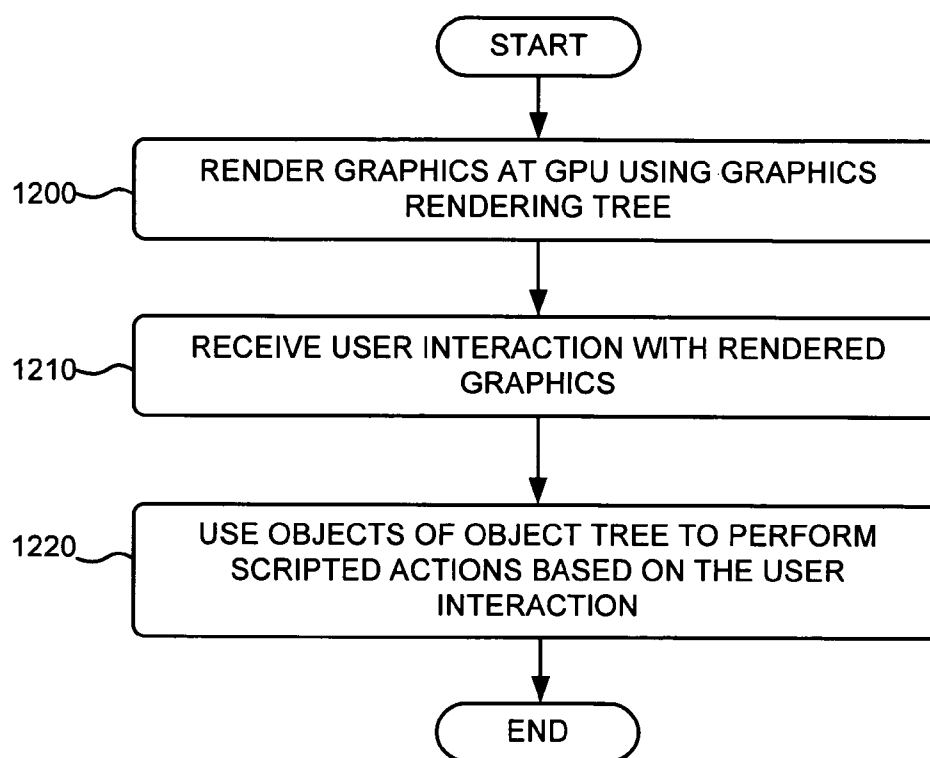 START
1200
RENDER GRAPHICS AT GPU USING GRAPHICS
RENDERING TREE
1210
RECEIVE USER INTERACTION WITH RENDERED
GRAPHICS
1220
USE OBJECTS OF OBJECT TREE TO PERFORM
SCRIPTED ACTIONS BASED ON THE USER
INTERACTION
END